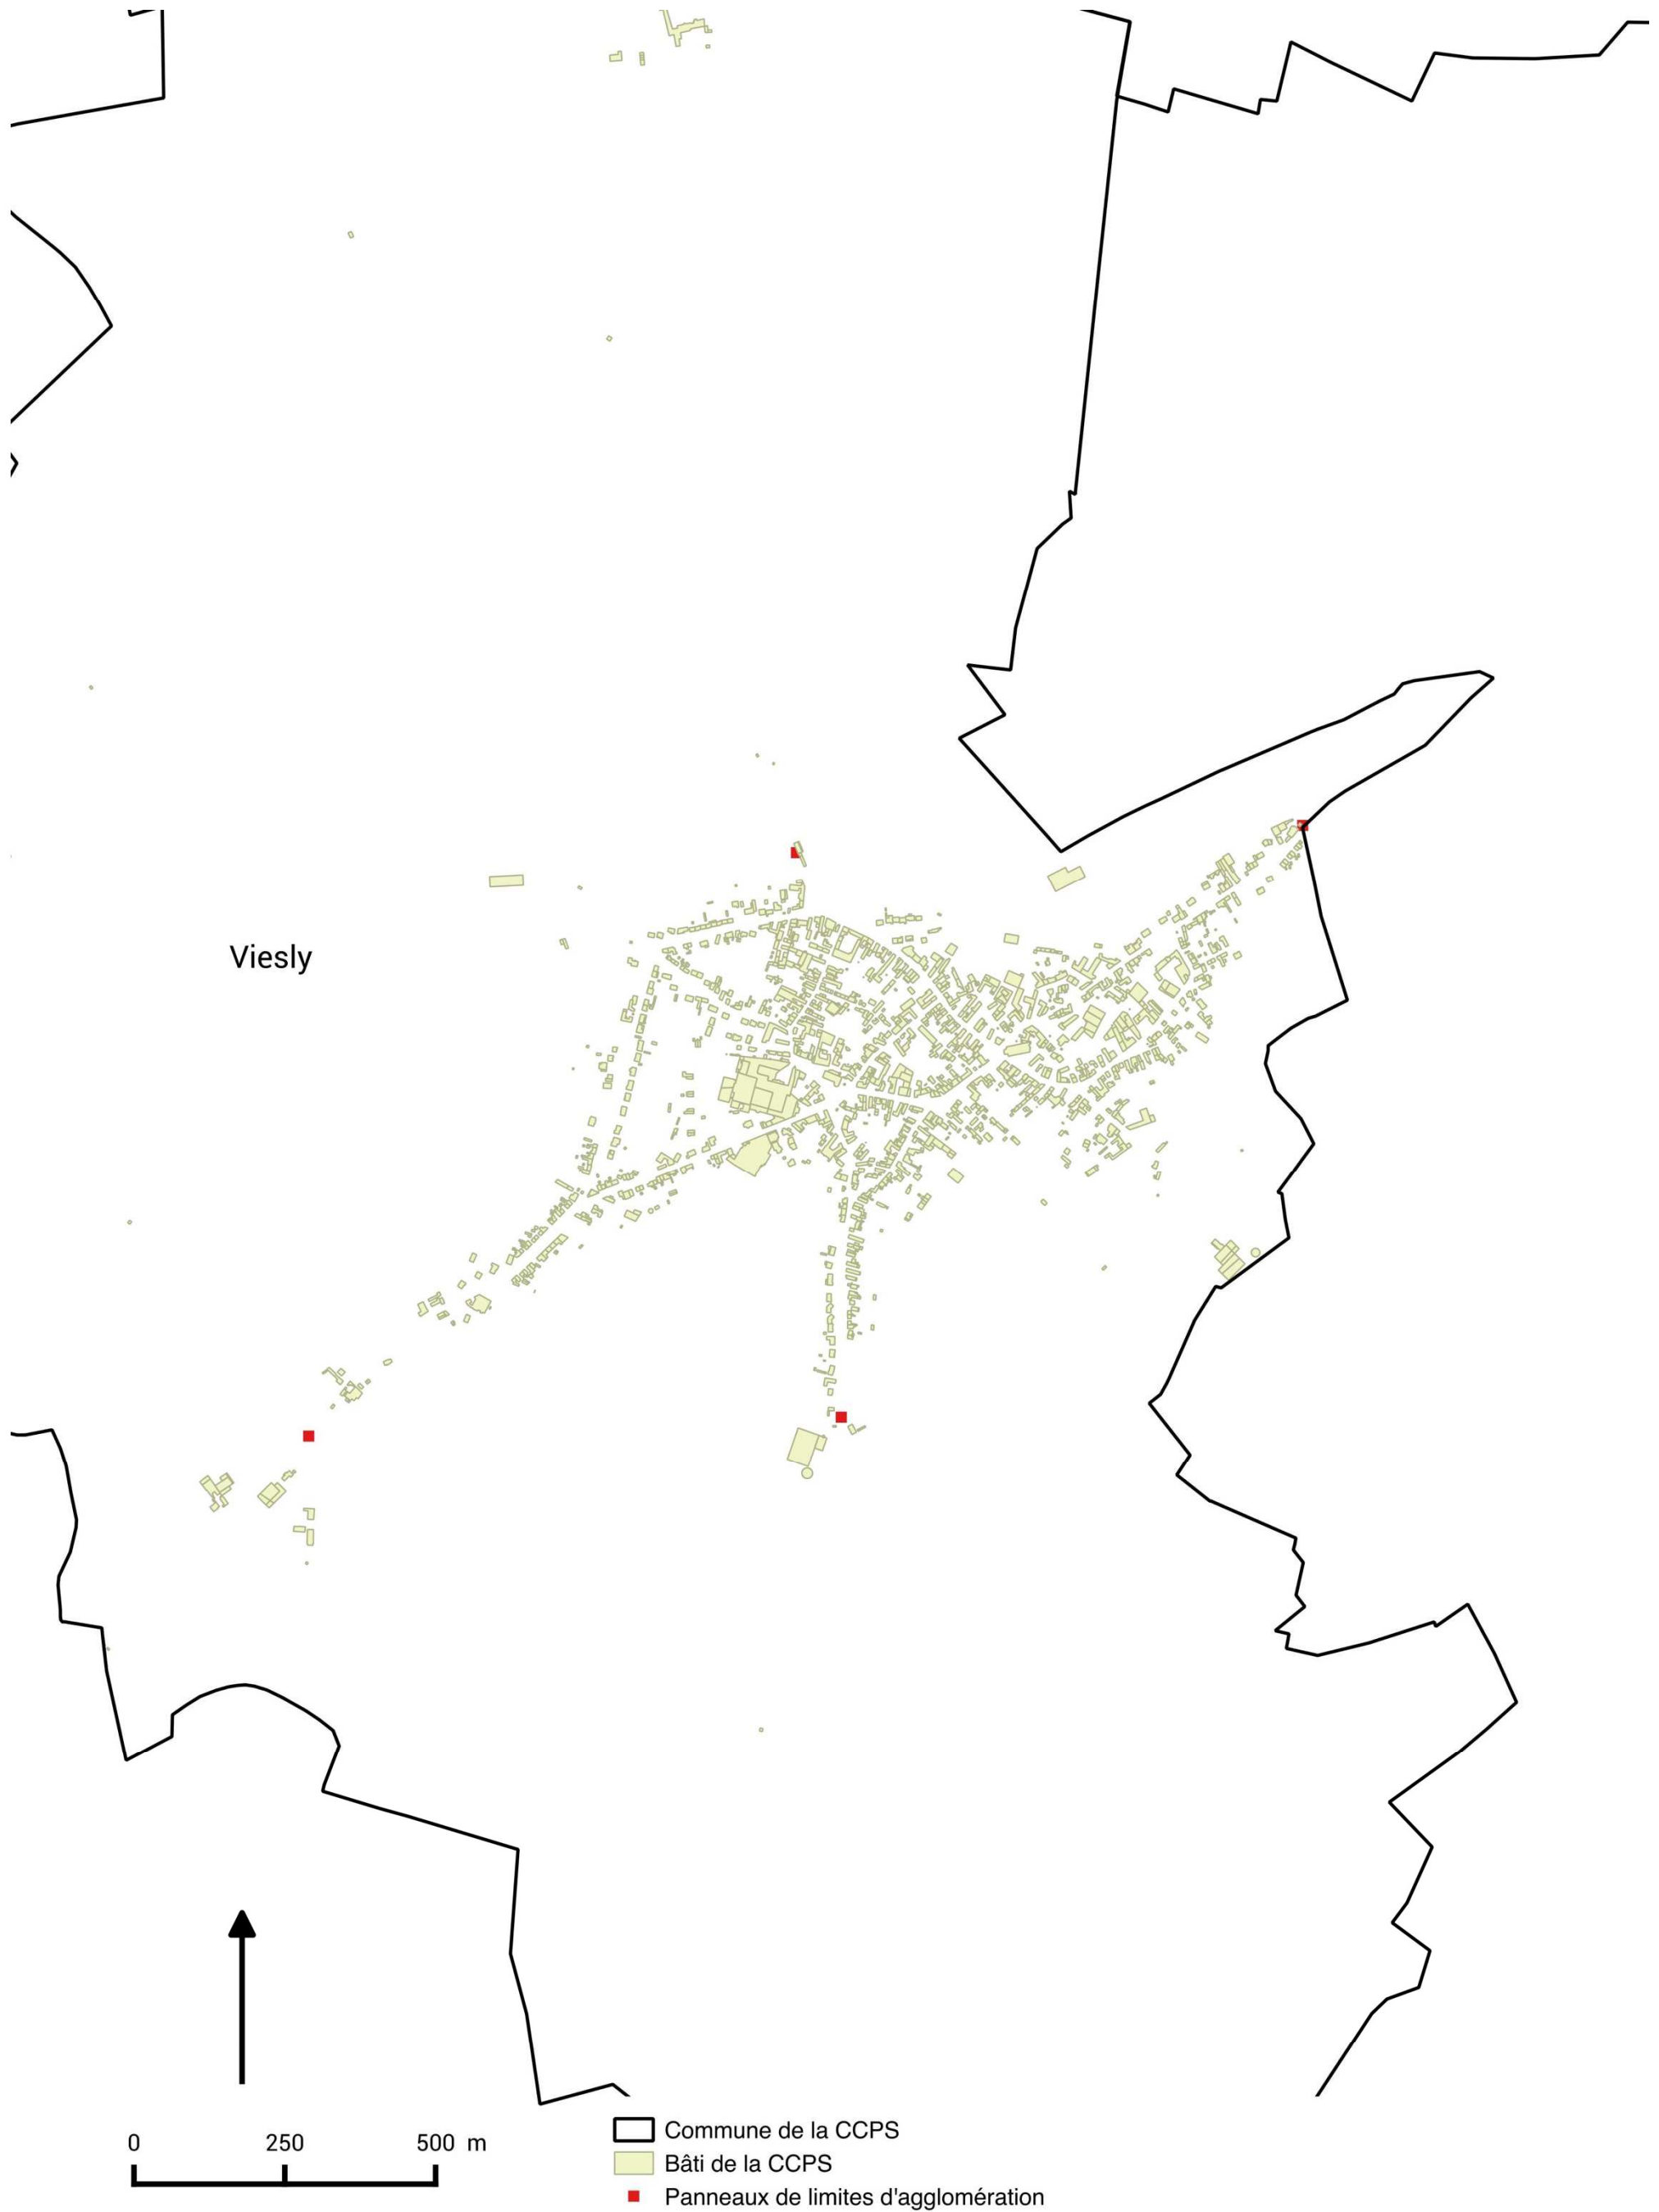 Viesly
0 250 500 m
Commune de la CCPS
Bâti de la CCPS
Panneaux de limites d'agglomération